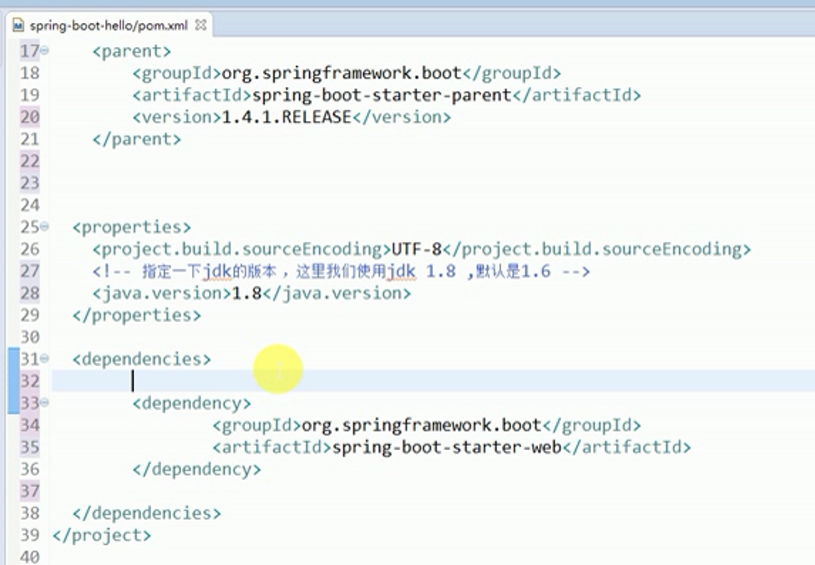 spring-boot-hello/pom.xml
17 <parent>
18 <groupId>org.springframework.boot</groupId>
19 <artifactId>spring-boot-starter-parent</artifactId>
20 <version>1.4.1.RELEASE</version>
21 </parent>
22
23
24
25 <properties>
26 <project.build.sourceEncoding>UTF-8</project.build.sourceEncoding>
27 <!-- 指定一下jdk的版本 ，这里我们使用jdk 1.8 ,默认是1.6 -->
28 <java.version>1.8</java.version>
29 </properties>
30
31 <dependencies>
32
33 <dependency>
34 <groupId>org.springframework.boot</groupId>
35 <artifactId>spring-boot-starter-web</artifactId>
36 </dependency>
37
38 </dependencies>
39 </project>
40